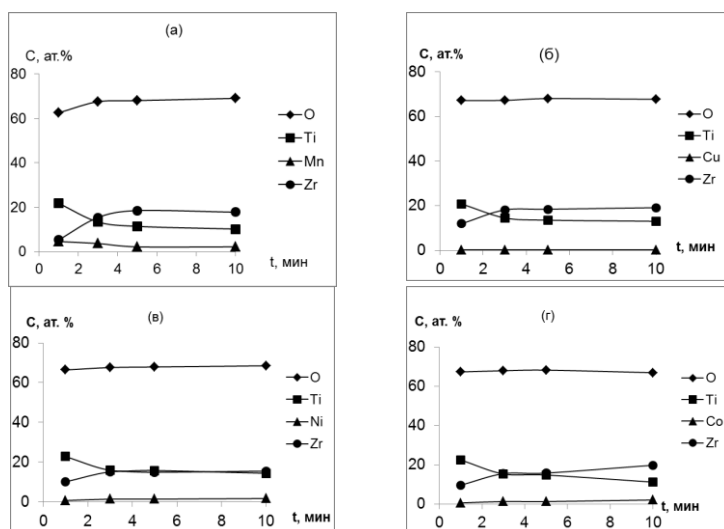 (а)
С, ат.%
80
60
40
20
0
0 2 4 6 8 10
t, мин
O
Ti
Mn
Zr
(б)
С, ат.%
80
60
40
20
0
0 2 4 6 8 10
t, мин
O
Ti
Cu
Zr
(в)
С, ат. %
80
60
40
20
0
0 2 4 6 8 10
t, мин
O
Ti
Ni
Zr
(г)
С, ат. %
80
60
40
20
0
0 2 4 6 8 10
t, мин
O
Ti
Co
Zr